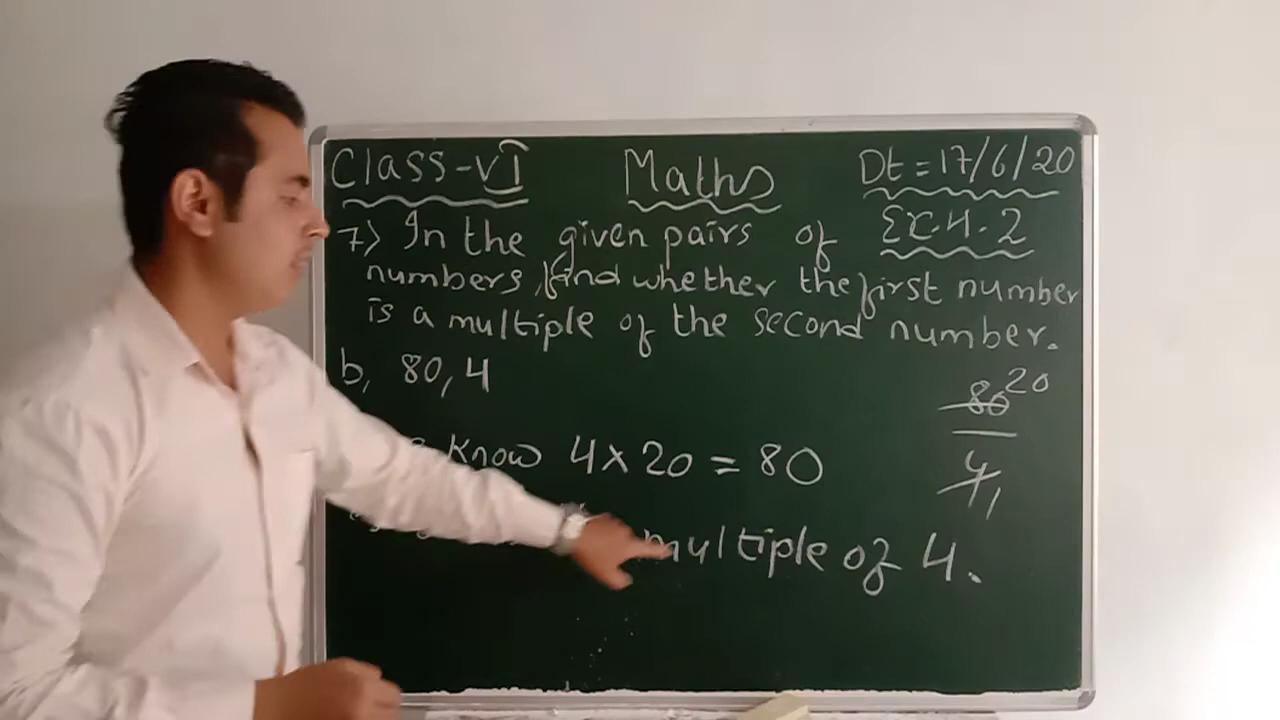 Class-VI Maths Dt = 17/6/20
7) In the given pairs of EX.4.2
numbers, find whether the first number
is a multiple of the second number.
b, 80, 4
80 20
4 1
know 4 × 20 = 80
multiple of 4.